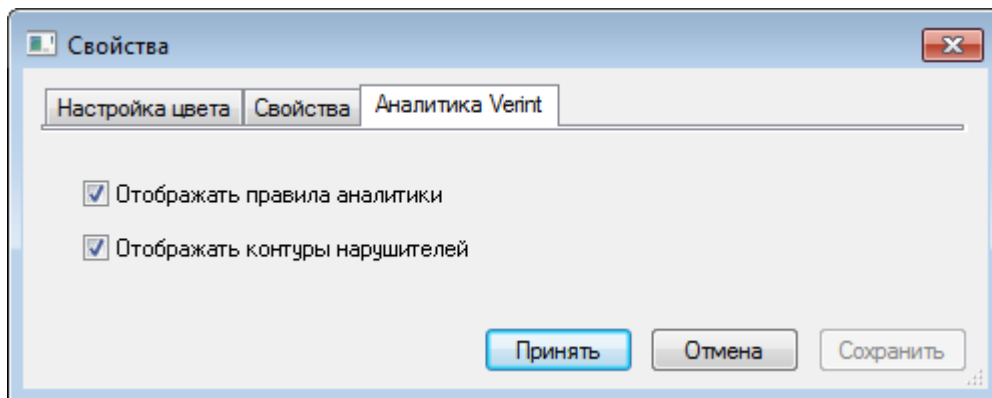 Свойства
Настройка цвета Свойства Аналитика Verint
Отображать правила аналитики
Отображать контуры нарушителей
Принять Отмена Сохранить